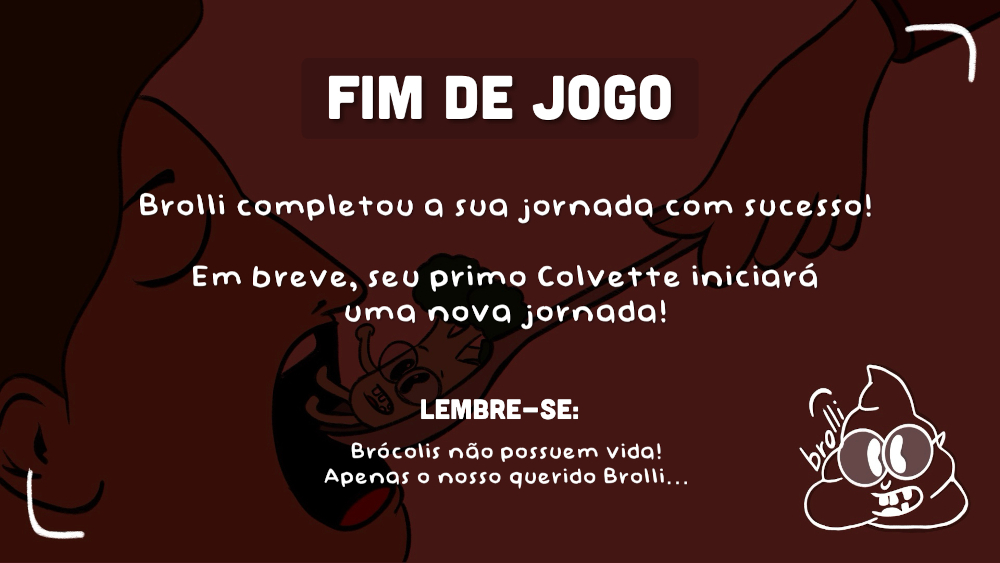 FIM DE JOGO
Brolli completou a sua jornada com sucesso!
Em breve, seu primo Colvette iniciará
uma nova jornada!
LEMBRE-SE:
Brócolis não possuem vida!
Apenas o nosso querido Brolli...
brolli